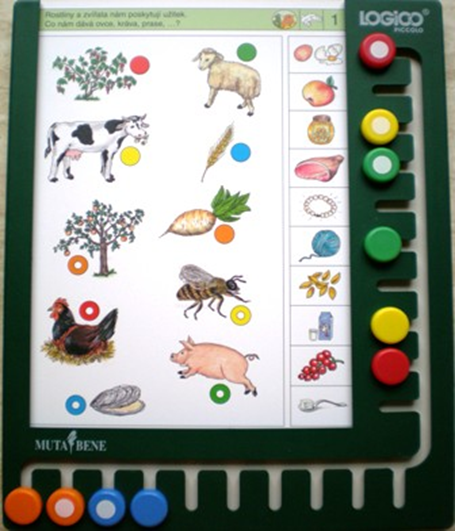 Rostliny a zvířata nám poskytují užitek.
Co nám dává ovce, kráva, prase, ...?
1
LOGICO®
PICCOLO
MUTABENE